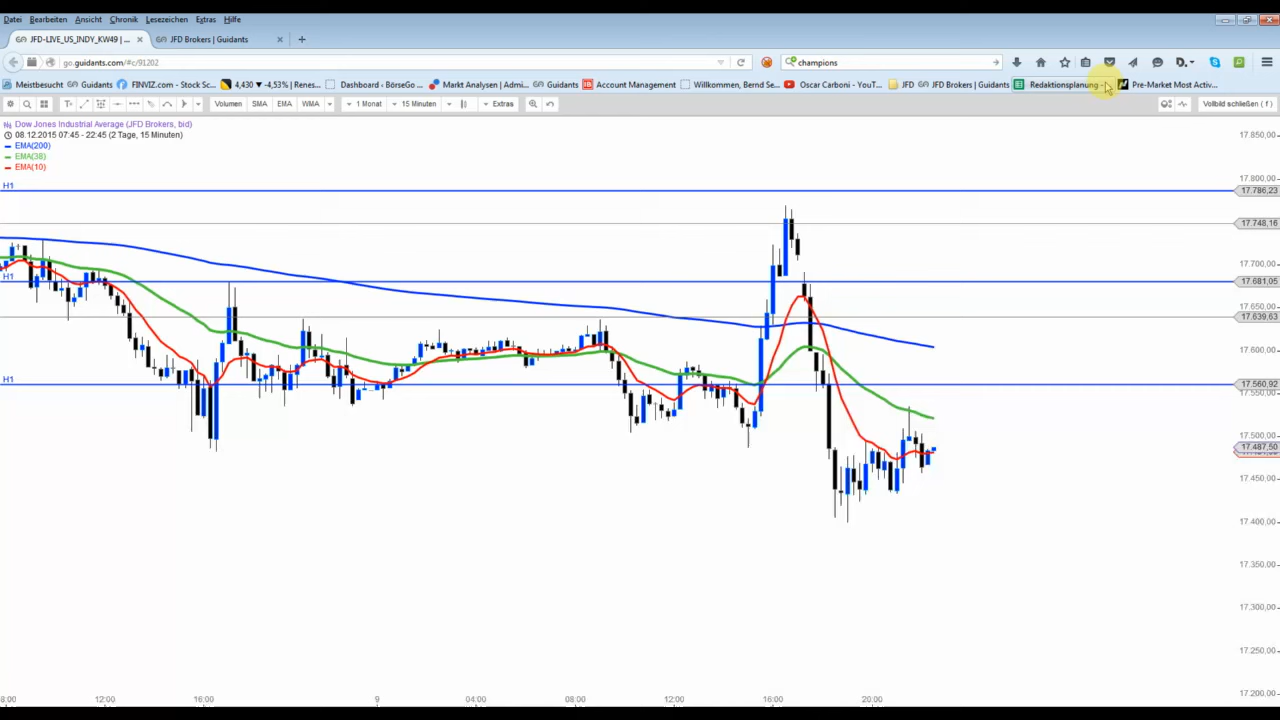 Datei Bearbeiten Ansicht Chronik Lesezeichen Extras Hilfe
JFD-LIVE_US_INDY_KW49 | ... JFD Brokers | Guidants
go.guidants.com/#c/91202 champions D...
Meistbesucht Guidants FINVIZ.com - Stock Sc... 4,430 ▼ -4,53% | Renes... Dashboard - BörseGo ... Markt Analysen | Admi... Guidants Account Management Willkommen, Bernd Se... Oscar Carboni - YouT... JFD JFD Brokers | Guidants Redaktionsplanung - Pre-Market Most Activ...
Volumen SMA EMA WMA 1 Monat 15 Minuten Extras Vollbild schließen ( f )
Dow Jones Industrial Average (JFD Brokers, bid)
08.12.2015 07:45 - 22:45 (2 Tage, 15 Minuten)
EMA(200)
EMA(38)
EMA(10)
17.850,00
17.800,00
H1
17.786,23
17.748,16
17.700,00
H1
17.681,05
17.650,00
17.639,63
17.600,00
H1
17.560,92
17.550,00
17.500,00
17.487,50
17.450,00
17.400,00
17.350,00
17.300,00
17.250,00
17.200,00
8:00 12:00 16:00 9 04:00 08:00 12:00 16:00 20:00